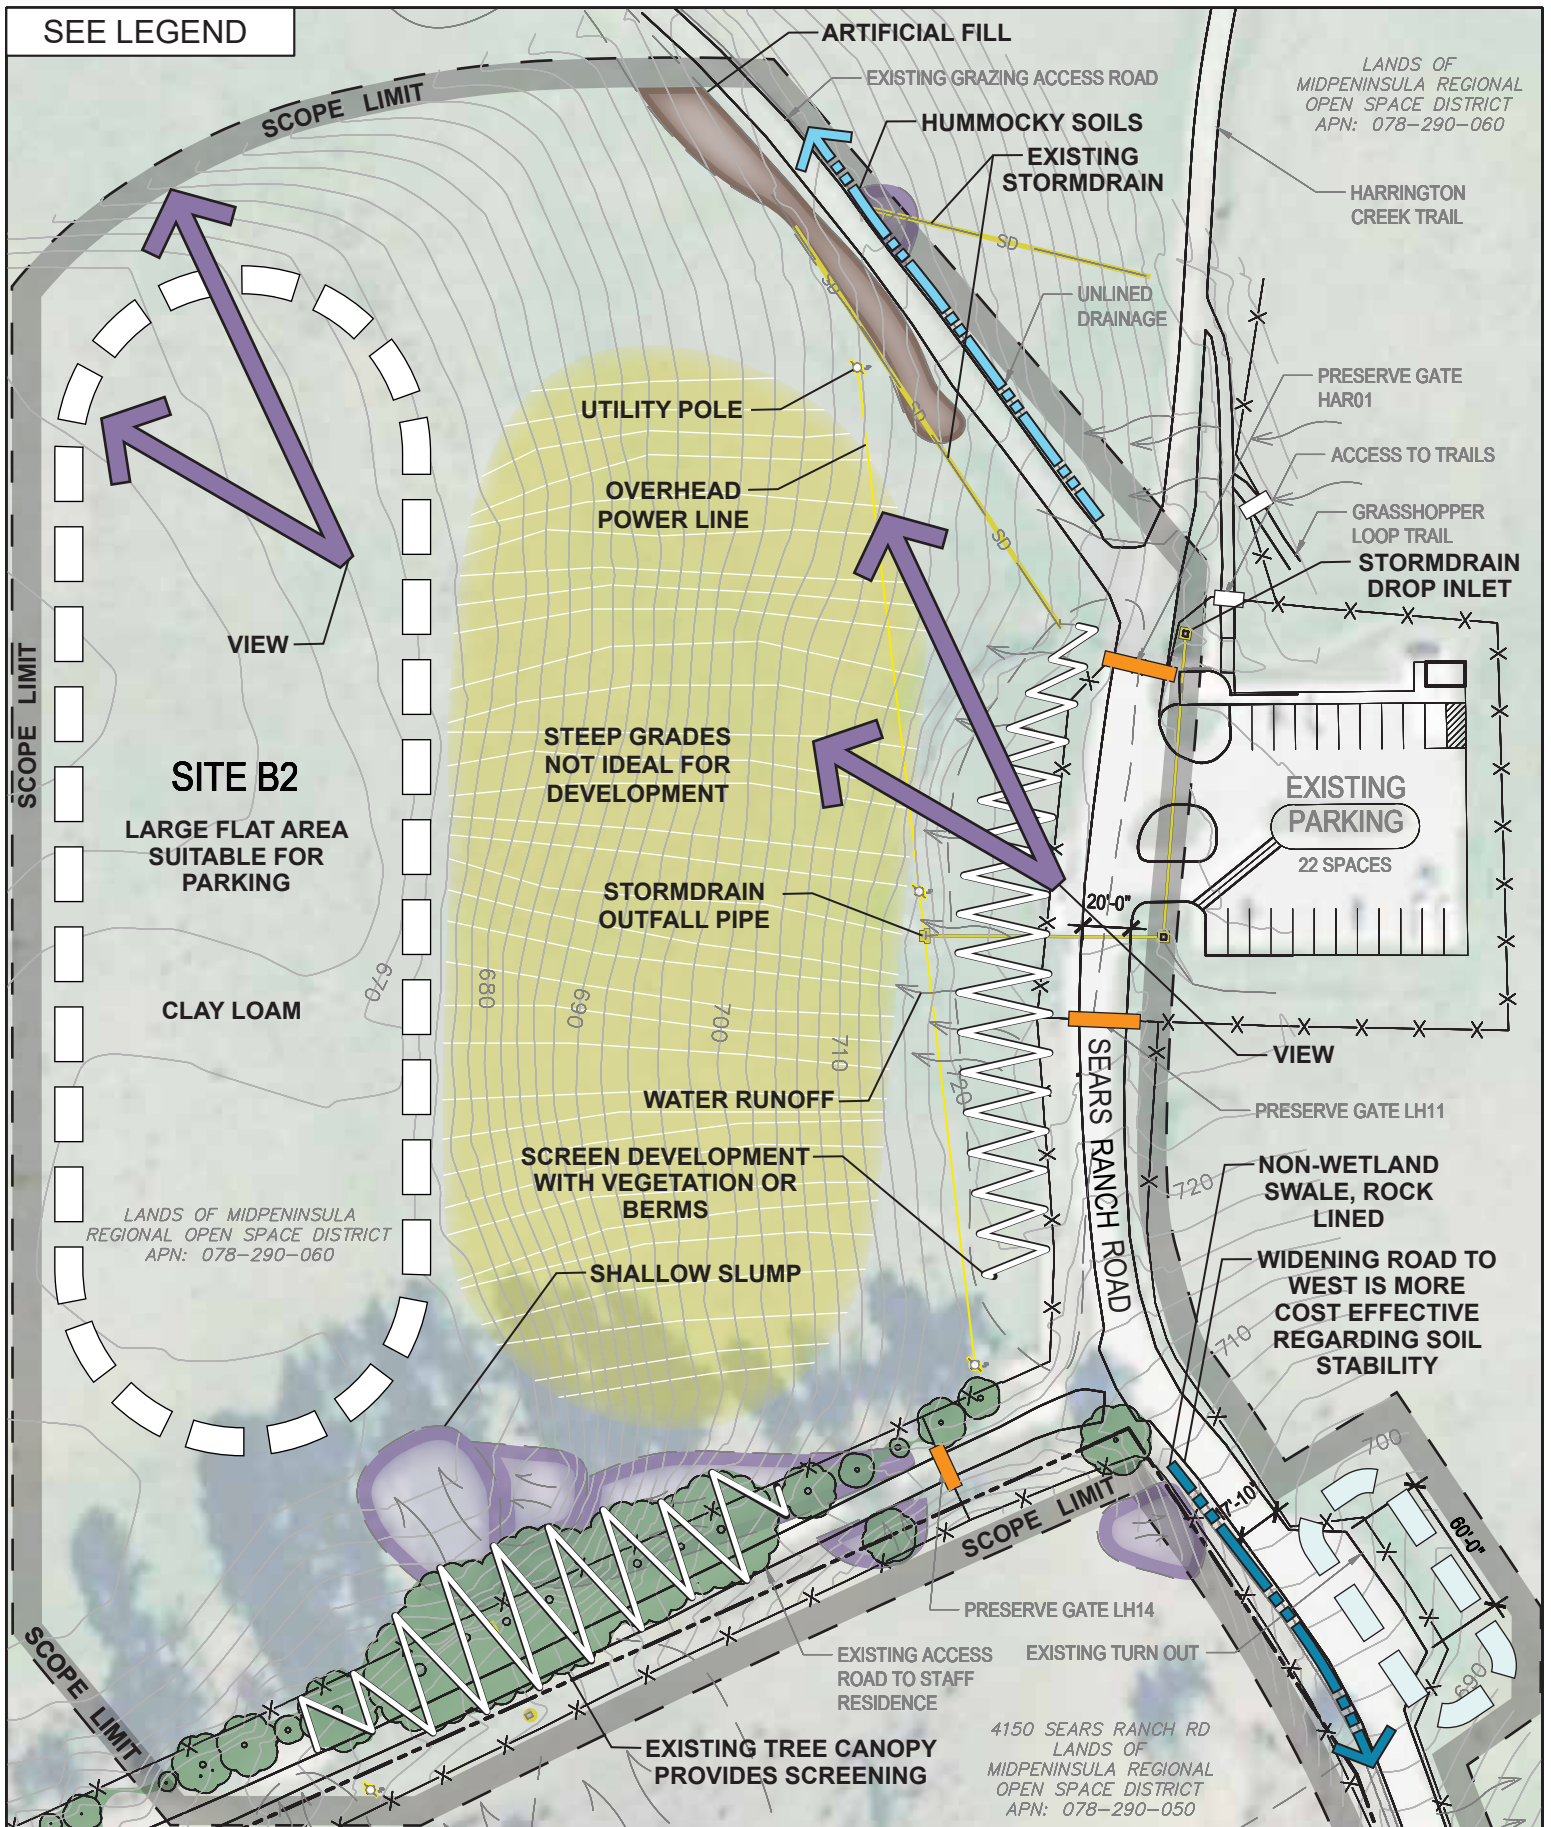 SEE LEGEND
ARTIFICIAL FILL
EXISTING GRAZING ACCESS ROAD
LANDS OF
MIDPENINSULA REGIONAL
OPEN SPACE DISTRICT
APN: 078-290-060
SCOPE LIMIT
HUMMOCKY SOILS
EXISTING
STORMDRAIN
HARRINGTON
CREEK TRAIL
SD
SD
UNLINED
DRAINAGE
PRESERVE GATE
HAR01
UTILITY POLE
SD
ACCESS TO TRAILS
OVERHEAD
POWER LINE
GRASSHOPPER
LOOP TRAIL
SD
STORMDRAIN
DROP INLET
VIEW
SCOPE LIMIT
STEEP GRADES
NOT IDEAL FOR
DEVELOPMENT
SITE B2
LARGE FLAT AREA
SUITABLE FOR
PARKING
EXISTING
PARKING
22 SPACES
STORMDRAIN
OUTFALL PIPE
20'-0"
CLAY LOAM
670
680
690
700
710
720
VIEW
SEARS RANCH ROAD
WATER RUNOFF
PRESERVE GATE LH11
SCREEN DEVELOPMENT
WITH VEGETATION OR
BERMS
NON-WETLAND
SWALE, ROCK
LINED
720
LANDS OF MIDPENINSULA
REGIONAL OPEN SPACE DISTRICT
APN: 078-290-060
SHALLOW SLUMP
WIDENING ROAD TO
WEST IS MORE
COST EFFECTIVE
REGARDING SOIL
STABILITY
710
700
SCOPE LIMIT
60'-0"
PRESERVE GATE LH14
EXISTING ACCESS
ROAD TO STAFF
RESIDENCE
EXISTING TURN OUT
690
SCOPE LIMIT
EXISTING TREE CANOPY
PROVIDES SCREENING
4150 SEARS RANCH RD
LANDS OF
MIDPENINSULA REGIONAL
OPEN SPACE DISTRICT
APN: 078-290-050